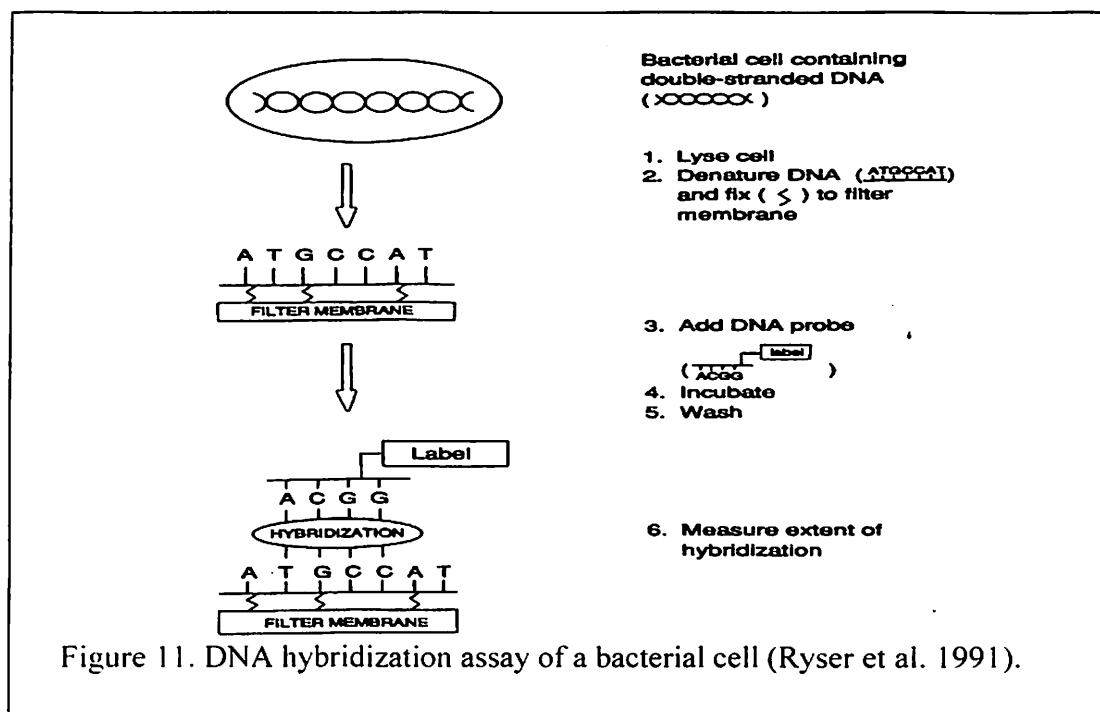 Bacterial cell containing
double-stranded DNA
( )
1. Lyse cell
2. Denature DNA (ATGCCAT)
and fix ( ) to filter
membrane
A T G C C A T
FILTER MEMBRANE
3. Add DNA probe
label
( ACGG )
4. Incubate
5. Wash
Label
A C G G
HYBRIDIZATION
6. Measure extent of
hybridization
A T G C C A T
FILTER MEMBRANE
Figure 11. DNA hybridization assay of a bacterial cell (Ryser et al. 1991).